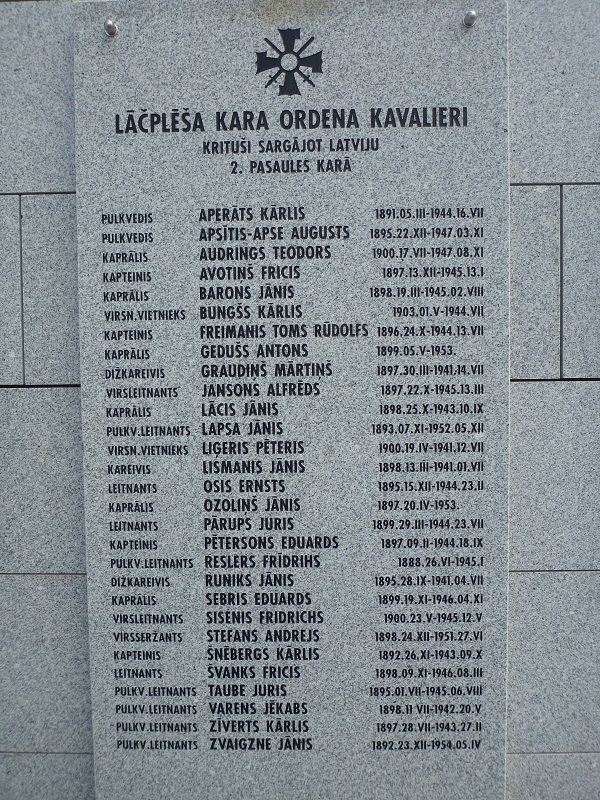 LĀČPLĒŠA KARA ORDENA KAVALIERI
KRITUŠI SARGĀJOT LATVIJU
2. PASAULES KARĀ
PULKVEDIS APERĀTS KĀRLIS 1891.05.III-1944.16.VII
PULKVEDIS APSĪTIS-APSE AUGUSTS 1895.22.XII-1947.03.XI
KAPRĀLIS AUDRIŅGS TEODORS 1900.17.VII-1947.08.XI
KAPTEINIS AVOTIŅŠ FRICIS 1897.13.XII-1945.13.I
KAPRĀLIS BARONS JĀNIS 1898.19.III-1945.02.VIII
VIRSN.VIETNIEKS BUNGŠS KĀRLIS 1903.01.V-1944.VII
KAPTEINIS FREIMANIS TOMS RŪDOLFS 1896.24.X-1944.13.VII
KAPRĀLIS GEDUŠS ANTONS 1899.05.V-1953.
DIŽKAREIVIS GRAUDIŅŠ MĀRTIŅŠ 1897.30.III-1941.14.VII
VIRSLEITNANTS JANSONS ALFRĒDS 1897.22.X-1945.13.III
KAPRĀLIS LĀCIS JĀNIS 1898.25.X-1943.10.IX
PULKV.LEITNANTS LAPSA JĀNIS 1893.07.XI-1952.05.XII
VIRSN.VIETNIEKS LIĢERIS PĒTERIS 1900.19.IV-1941.12.VII
KAREIVIS LISMANIS JĀNIS 1898.13.III-1941.01.VII
LEITNANTS OSIS ERNSTS 1895.15.XII-1944.23.II
KAPRĀLIS OZOLIŅŠ JĀNIS 1897.20.IV-1953.
LEITNANTS PĀRUPS JURIS 1899.29.III-1944.23.VII
KAPTEINIS PĒTERSONS EDUARDS 1897.09.II-1944.18.IX
PULKV.LEITNANTS RESLERS FRĪDRIHS 1888.26.VI-1945.I
DIŽKAREIVIS RUNIKS JĀNIS 1895.28.IX-1941.04.VII
KAPRĀLIS SEBRIS EDUARDS 1899.19.XI-1946.04.XI
VIRSLEITNANTS SISENIS FRIDRICHS 1900.23.V-1945.12.V
VIRSSERŽANTS STEFANS ANDREJS 1898.24.XII-1951.27.VI
KAPTEINIS ŠNĒBERGS KĀRLIS 1892.26.XI-1943.09.X
LEITNANTS ŠVANKS FRICIS 1898.09.XI-1946.08.III
PULKV.LEITNANTS TAUBE JURIS 1895.01.VII-1945.06.VIII
PULKV.LEITNANTS VARENS JĒKABS 1898.11.VII-1942.20.V
PULKV.LEITNANTS ZĪVERTS KĀRLIS 1897.28.VII-1943.27.II
PULKV.LEITNANTS ZVAIGZNE JĀNIS 1892.23.XII-1954.05.IV